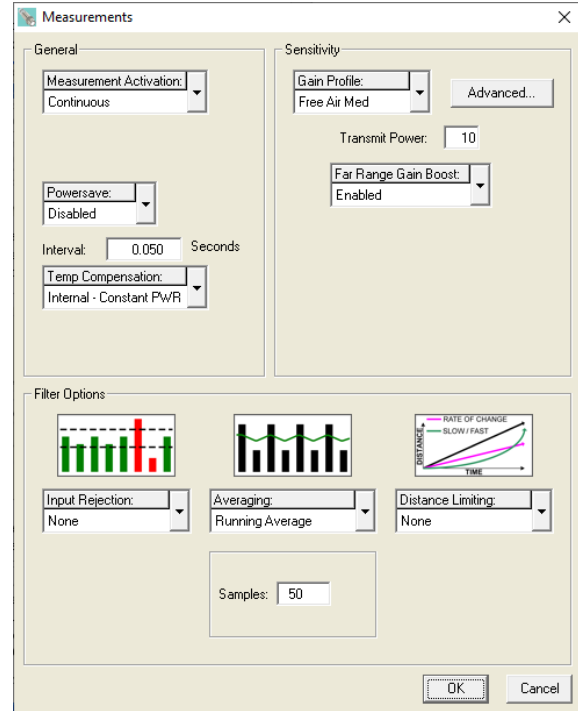 Measurements
General
Measurement Activation:
Continuous
Powersave:
Disabled
Interval: 0.050 Seconds
Temp Compensation:
Internal - Constant PWR
Sensitivity
Gain Profile:
Free Air Med
Advanced...
Transmit Power: 10
Far Range Gain Boost:
Enabled
Filter Options
RATE OF CHANGE
SLOW / FAST
DISTANCE
TIME
Input Rejection:
None
Averaging:
Running Average
Distance Limiting:
None
Samples: 50
OK
Cancel